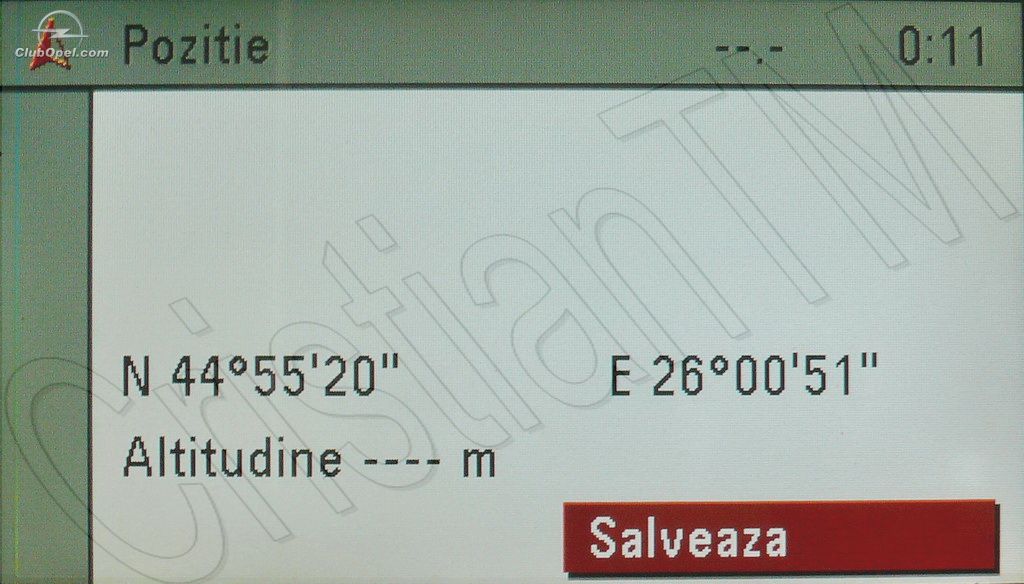 ClubOpel.com
Pozitie --.- 0:11
CristianTM
N 44°55'20" E 26°00'51"
Altitudine ---- m
Salveaza